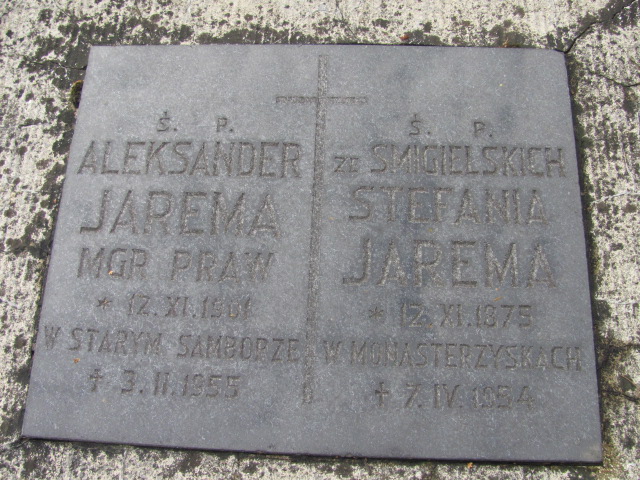 Ś. P.
ALEKSANDER
JAREMA
MGR PRAW
* 12.XI.1901
W STARYM SAMBORZE
✝ 3.II.1955
Ś. P.
ZE ŚMIGIELSKICH
STEFANIA
JAREMA
* 12.XI.1875
W MONASTERZYSKACH
✝ 7.IV.1954